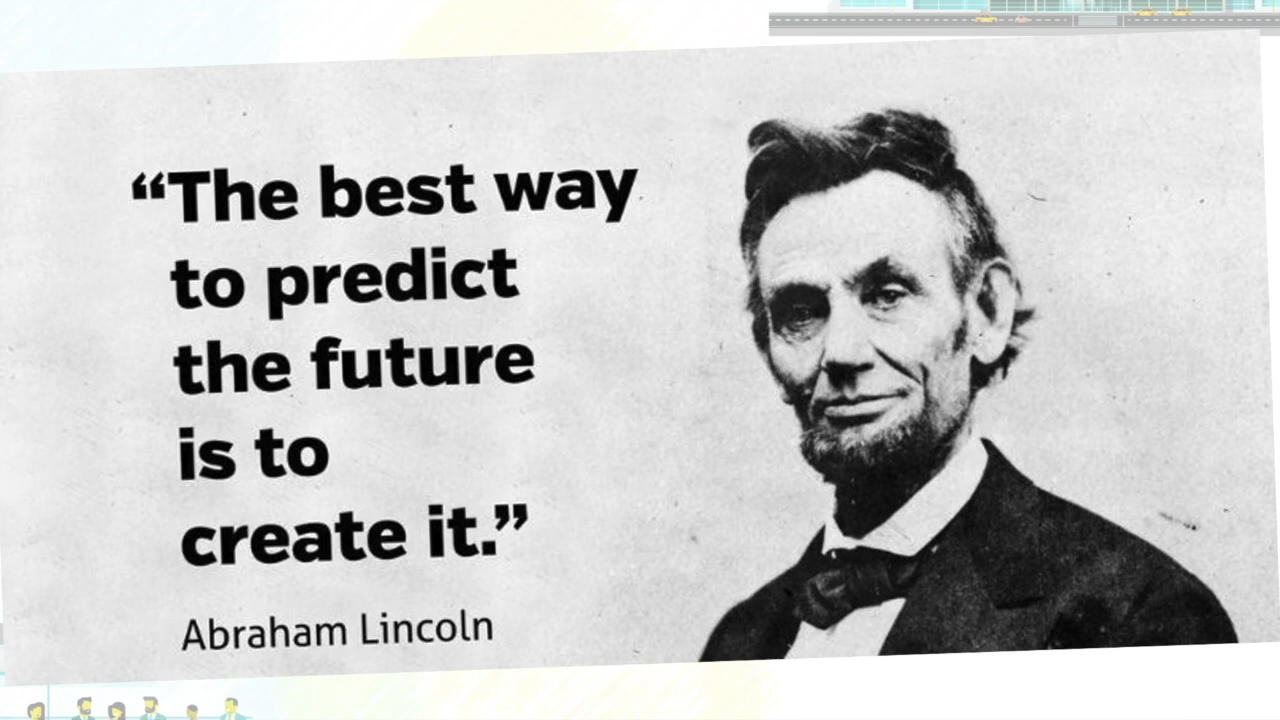 “The best way
to predict
the future
is to
create it.”
Abraham Lincoln